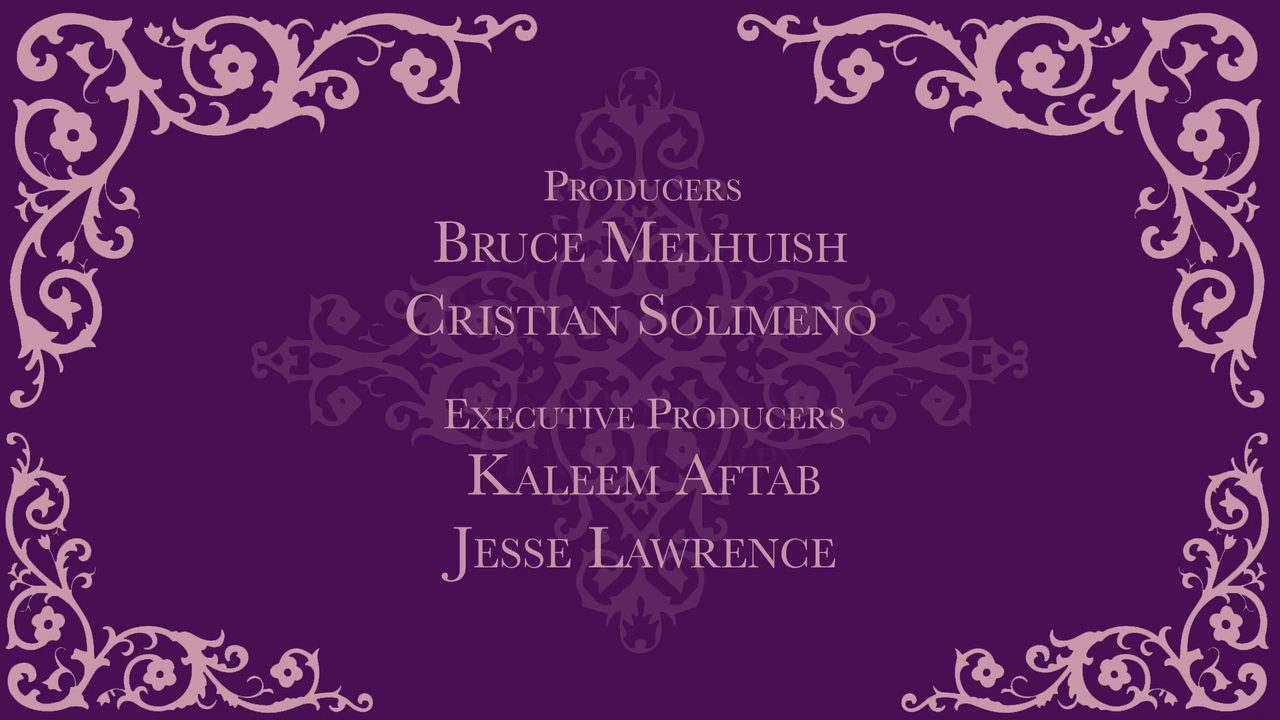 Producers
Bruce Melhuish
Cristian Solimeno
Executive Producers
Kaleem Aftab
Jesse Lawrence